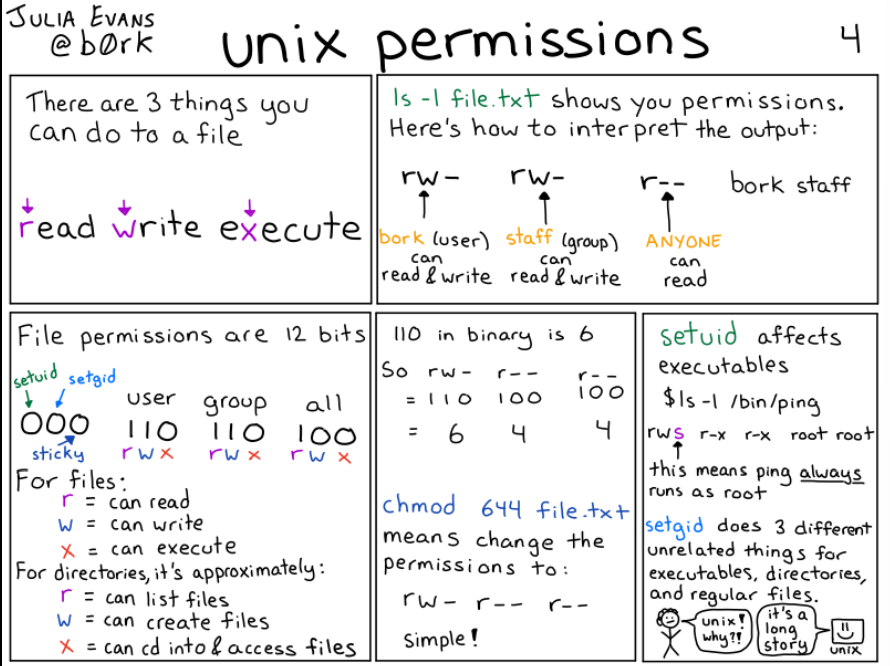 JULIA EVANS
@b0rk
unix permissions
4
There are 3 things you
can do to a file
read write execute
ls -l file.txt shows you permissions.
Here's how to interpret the output:
rw- rw- r-- bork staff
bork (user) staff (group) ANYONE
can can can
read & write read & write read
File permissions are 12 bits
setuid setgid
user group all
000 110 110 100
sticky rwx rwx rwx
For files:
r = can read
w = can write
x = can execute
For directories, it's approximately:
r = can list files
w = can create files
x = can cd into & access files
110 in binary is 6
So rw- r-- r--
= 110 100 100
= 6 4 4
chmod 644 file.txt
means change the
permissions to:
rw- r-- r--
simple!
setuid affects
executables
$ls -l /bin/ping
rws r-x r-x root root
this means ping always
runs as root
setgid does 3 different
unrelated things for
executables, directories,
and regular files.
unix!
why?!
it's a
long
story
unix